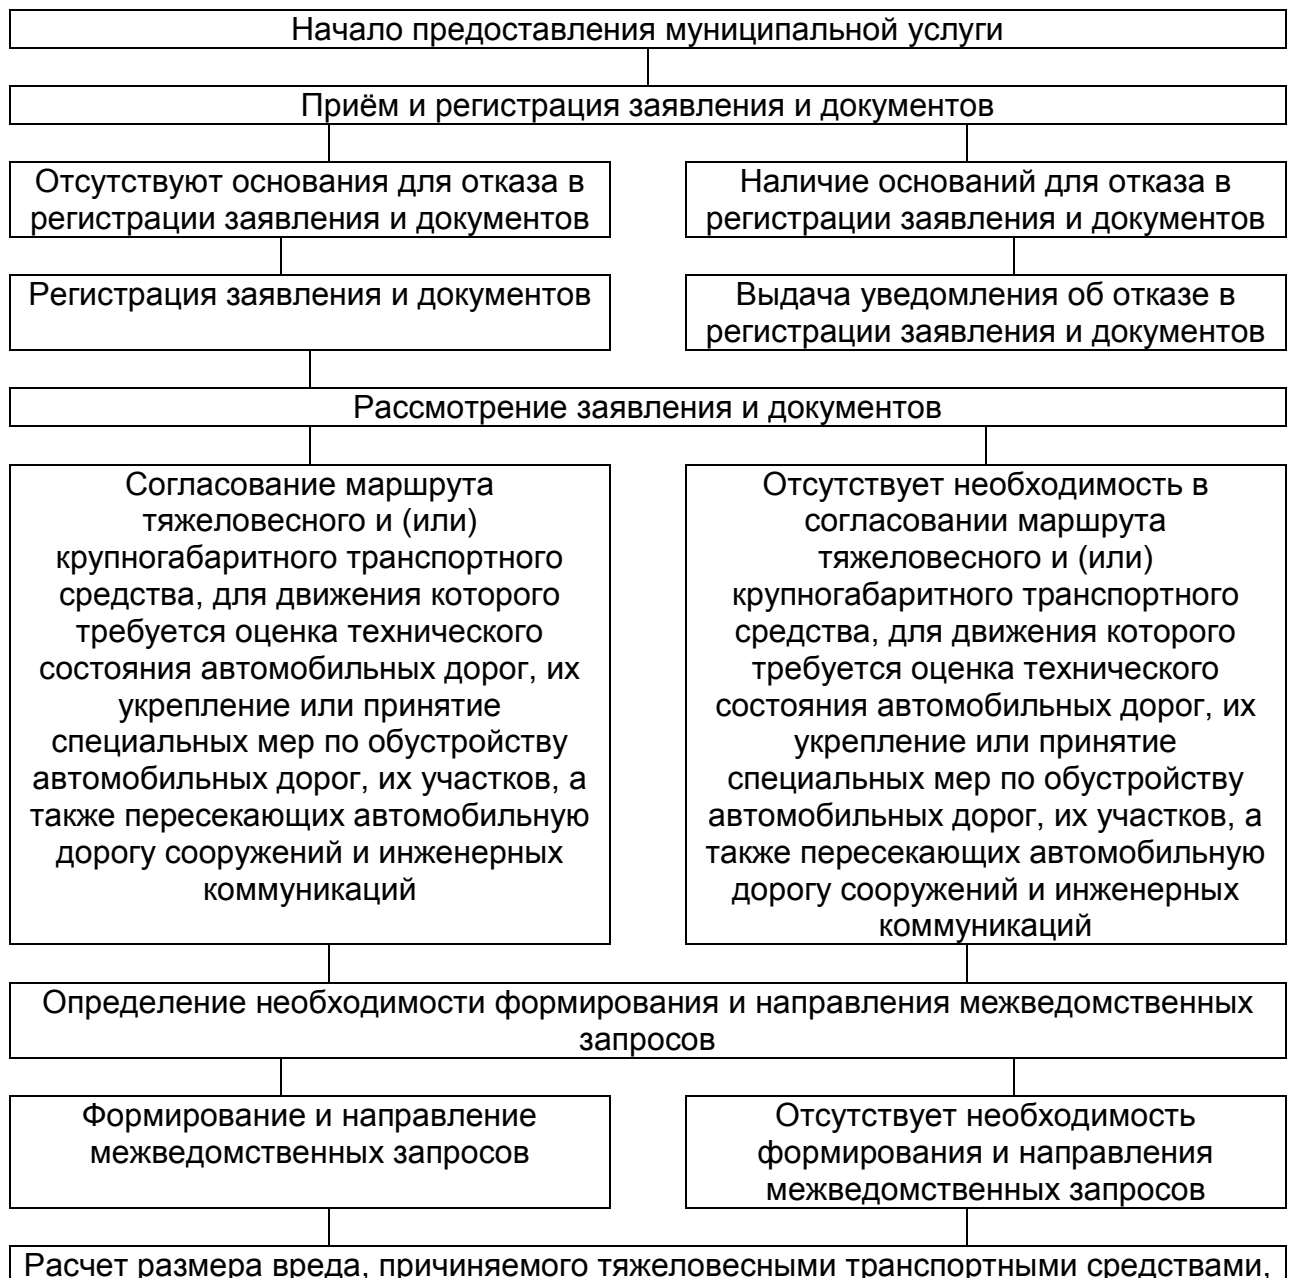 Начало предоставления муниципальной услуги
Приём и регистрация заявления и документов
Отсутствуют основания для отказа в
регистрации заявления и документов
Наличие оснований для отказа в
регистрации заявления и документов
Регистрация заявления и документов
Выдача уведомления об отказе в
регистрации заявления и документов
Рассмотрение заявления и документов
Согласование маршрута
тяжеловесного и (или)
крупногабаритного транспортного
средства, для движения которого
требуется оценка технического
состояния автомобильных дорог, их
укрепление или принятие
специальных мер по обустройству
автомобильных дорог, их участков, а
также пересекающих автомобильную
дорогу сооружений и инженерных
коммуникаций
Отсутствует необходимость в
согласовании маршрута
тяжеловесного и (или)
крупногабаритного транспортного
средства, для движения которого
требуется оценка технического
состояния автомобильных дорог, их
укрепление или принятие
специальных мер по обустройству
автомобильных дорог, их участков, а
также пересекающих автомобильную
дорогу сооружений и инженерных
коммуникаций
Определение необходимости формирования и направления межведомственных
запросов
Формирование и направление
межведомственных запросов
Отсутствует необходимость
формирования и направления
межведомственных запросов
Расчет размера вреда, причиняемого тяжеловесными транспортными средствами,